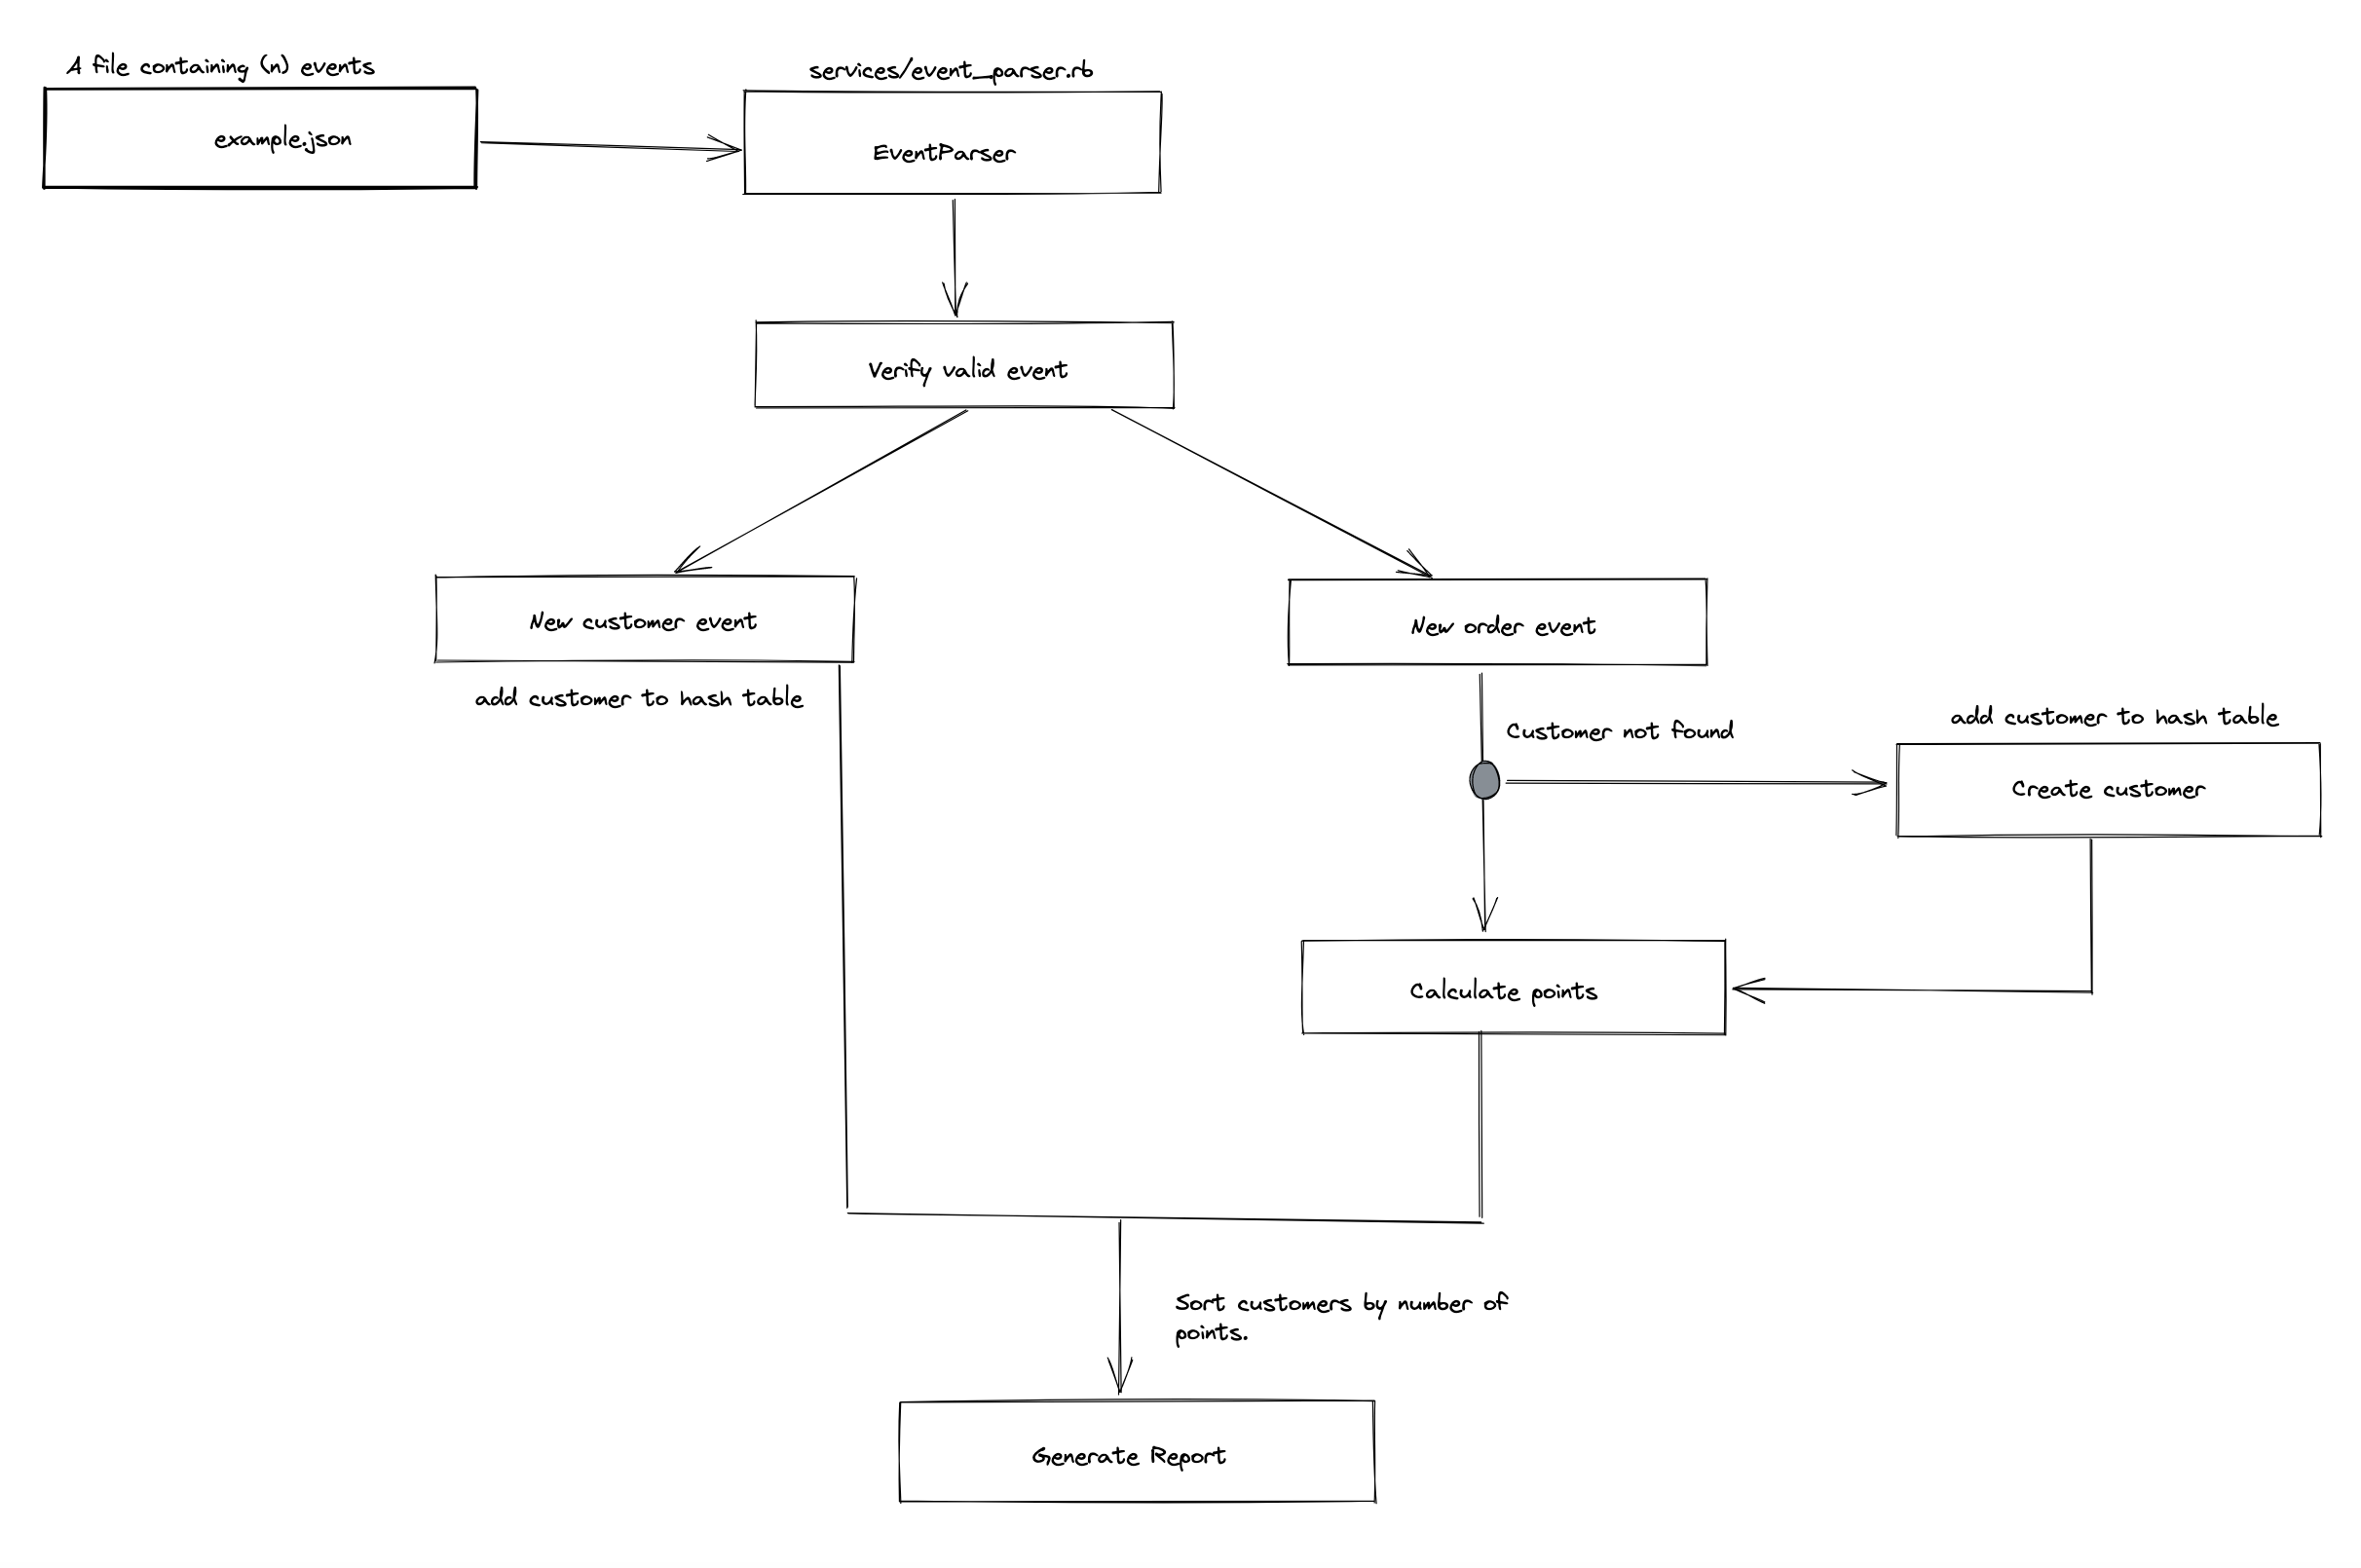 A file containing (n) events
services/event_parser.rb
example.json
EventParser
Verify valid event
New customer event
New order event
add customer to hash table
Customer not found
add customer to hash table
Create customer
Calculate points
Sort customers by number of
points.
Generate Report